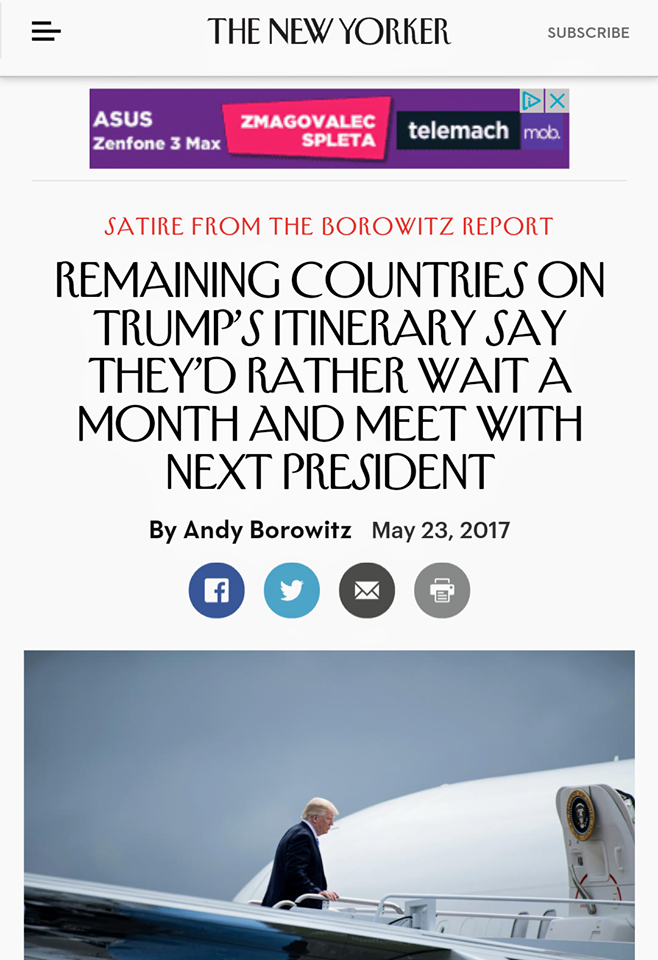 THE NEW YORKER
SUBSCRIBE
ASUS
Zenfone 3 Max
ZMAGOVALEC
SPLETA
telemach
mob.
SATIRE FROM THE BOROWITZ REPORT
REMAINING COUNTRIES ON
TRUMP'S ITINERARY SAY
THEY'D RATHER WAIT A
MONTH AND MEET WITH
NEXT PRESIDENT
By Andy Borowitz May 23, 2017